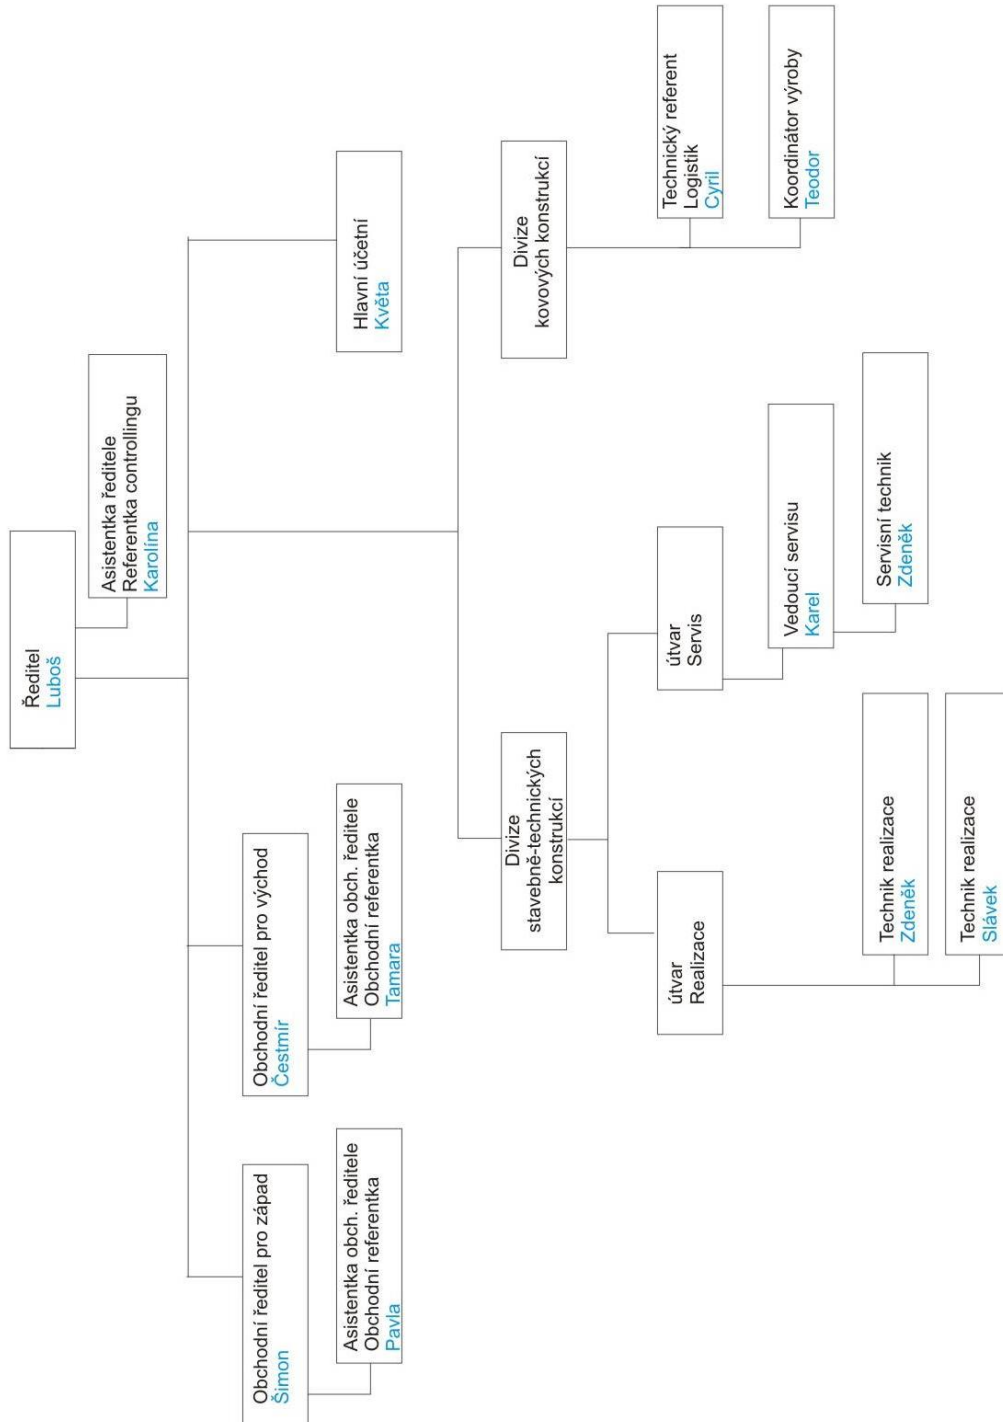 Ředitel
Luboš
Asistentka ředitele
Referentka controllingu
Karolína
Obchodní ředitel pro západ
Šimon
Asistentka obch. ředitele
Obchodní referentka
Pavla
Obchodní ředitel pro východ
Čestmír
Asistentka obch. ředitele
Obchodní referentka
Tamara
Hlavní účetní
Květa
Divize
stavebně-technických
konstrukcí
Divize
kovových konstrukcí
útvar
Realizace
útvar
Servis
Technik realizace
Zdeněk
Technik realizace
Slávek
Vedoucí servisu
Karel
Servisní technik
Zdeněk
Technický referent
Logistik
Cyril
Koordinátor výroby
Teodor